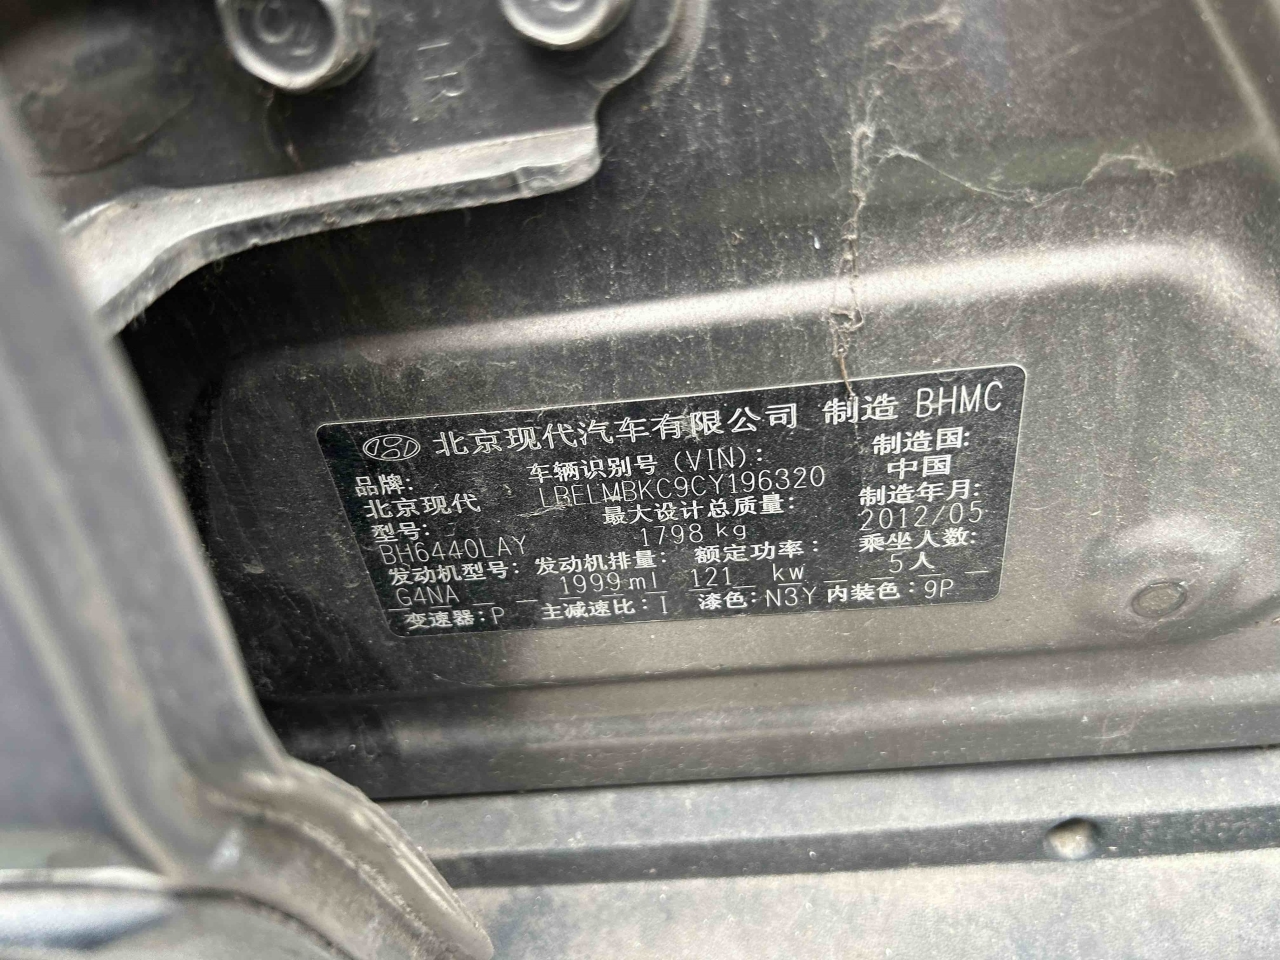 北京现代汽车有限公司 制造 BHMC
品牌: 车辆识别号 (VIN): 制造国:
北京现代 LBELMBKC9CY196320 中国
型号: 最大设计总质量: 制造年月:
BH6440LAY 1798 kg 2012/05
发动机型号: 发动机排量: 额定功率: 乘坐人数:
G4NA 1999ml 121 kw 5人
变速器:P 主减速比:I 漆色:N3Y 内装色:9P